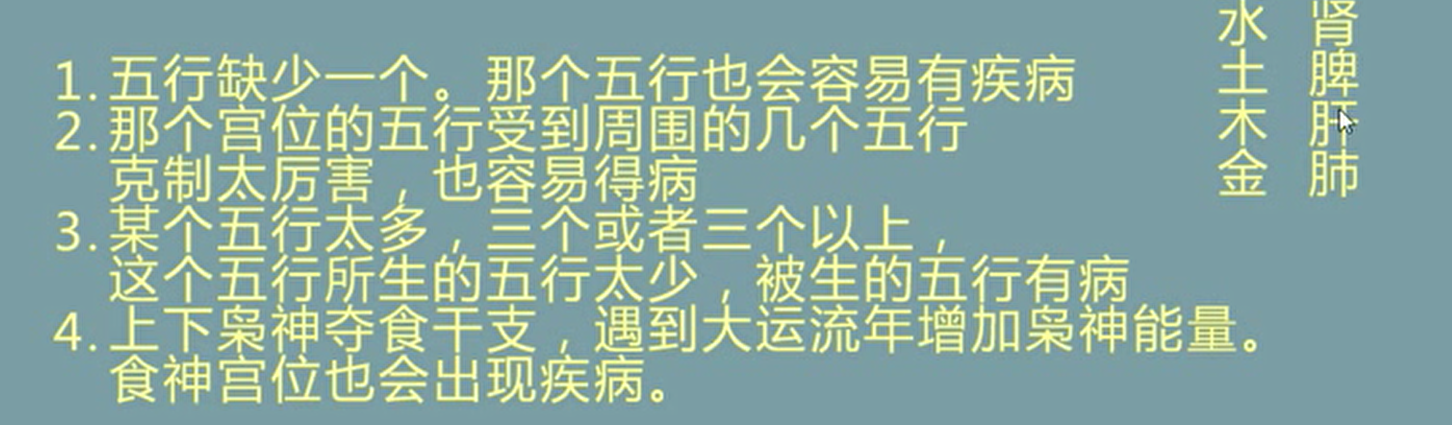 水 肾
1. 五行缺少一个。那个五行也会容易有疾病
土 脾
2. 那个宫位的五行受到周围的几个五行
木 肝
克制太厉害，也容易得病
金 肺
3. 某个五行太多，三个或者三个以上，
这个五行所生的五行太少，被生的五行有病
4. 上下枭神夺食干支，遇到大运流年增加枭神能量。
食神宫位也会出现疾病。